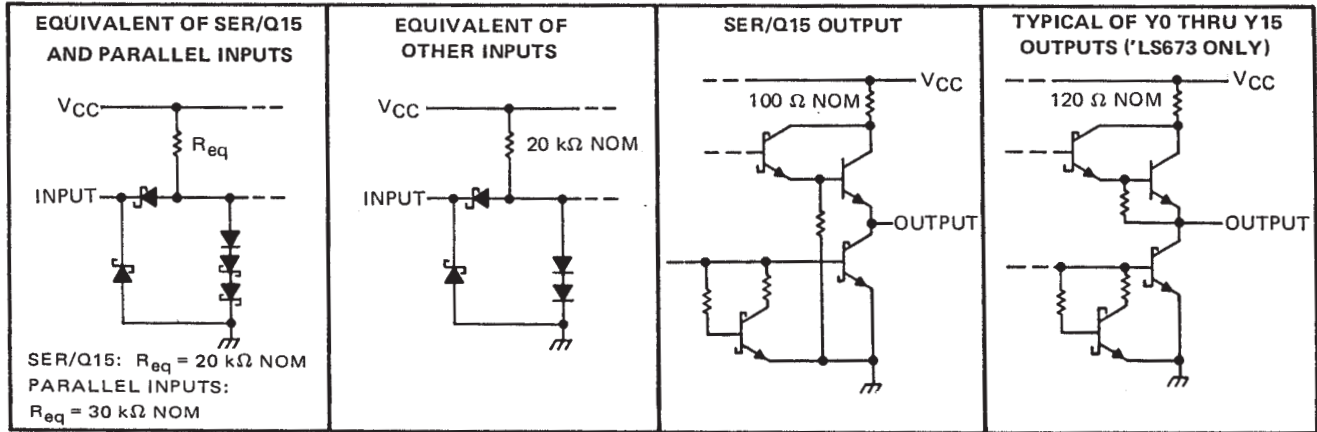 EQUIVALENT OF SER/Q15
AND PARALLEL INPUTS
VCC
Req
INPUT
SER/Q15: Req = 20 kΩ NOM
PARALLEL INPUTS:
Req = 30 kΩ NOM
EQUIVALENT OF
OTHER INPUTS
VCC
20 kΩ NOM
INPUT
SER/Q15 OUTPUT
VCC
100 Ω NOM
OUTPUT
TYPICAL OF Y0 THRU Y15
OUTPUTS ('LS673 ONLY)
VCC
120 Ω NOM
OUTPUT